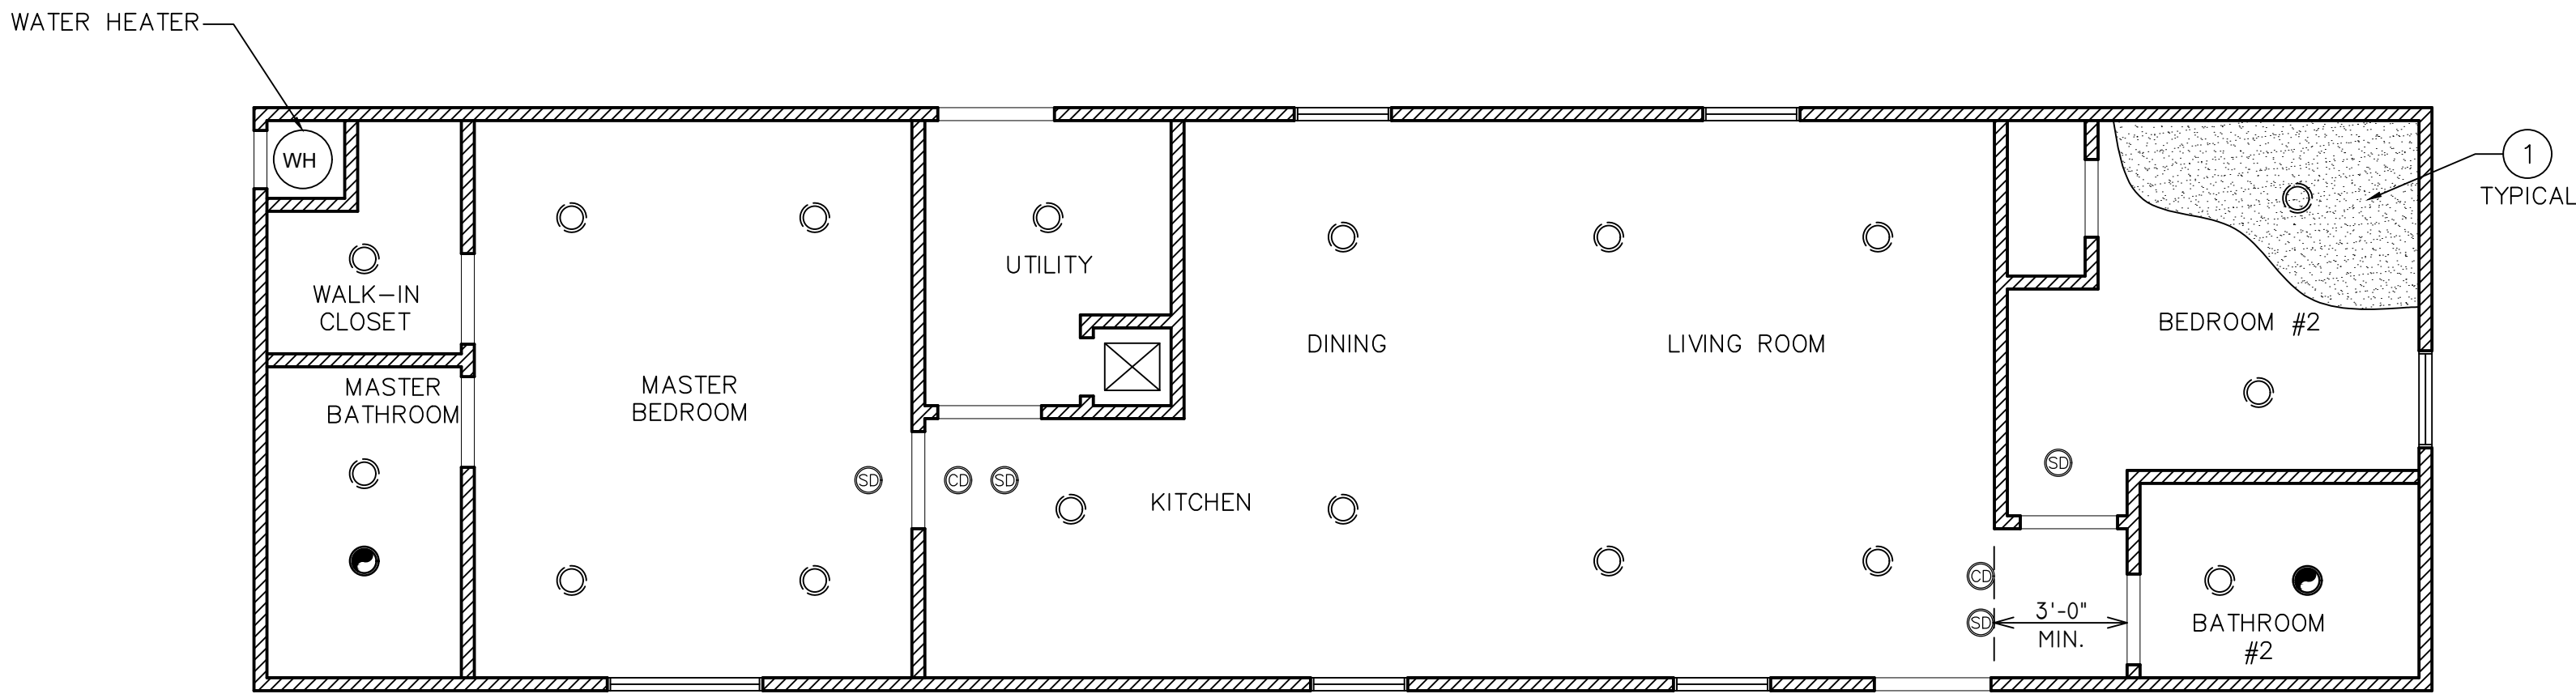 WATER HEATER
WH
1
TYPICAL
UTILITY
WALK-IN
CLOSET
BEDROOM #2
DINING
LIVING ROOM
MASTER
BATHROOM
MASTER
BEDROOM
SD
SD
CD
SD
KITCHEN
CD
SD
3'-0"
MIN.
BATHROOM
#2